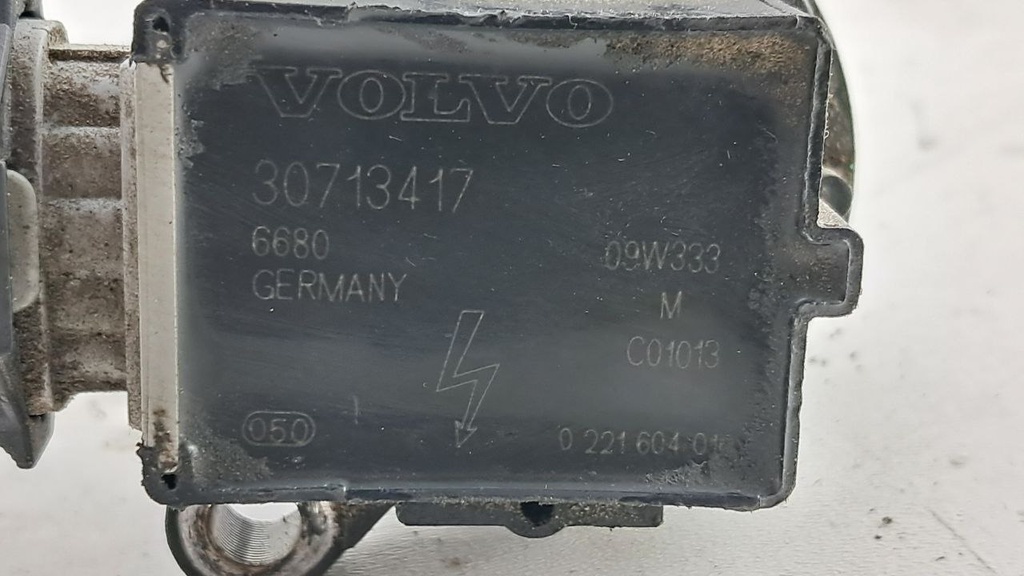 VOLVO
30713417
6680
GERMANY
09W333
M
C01013
050
0 221 604